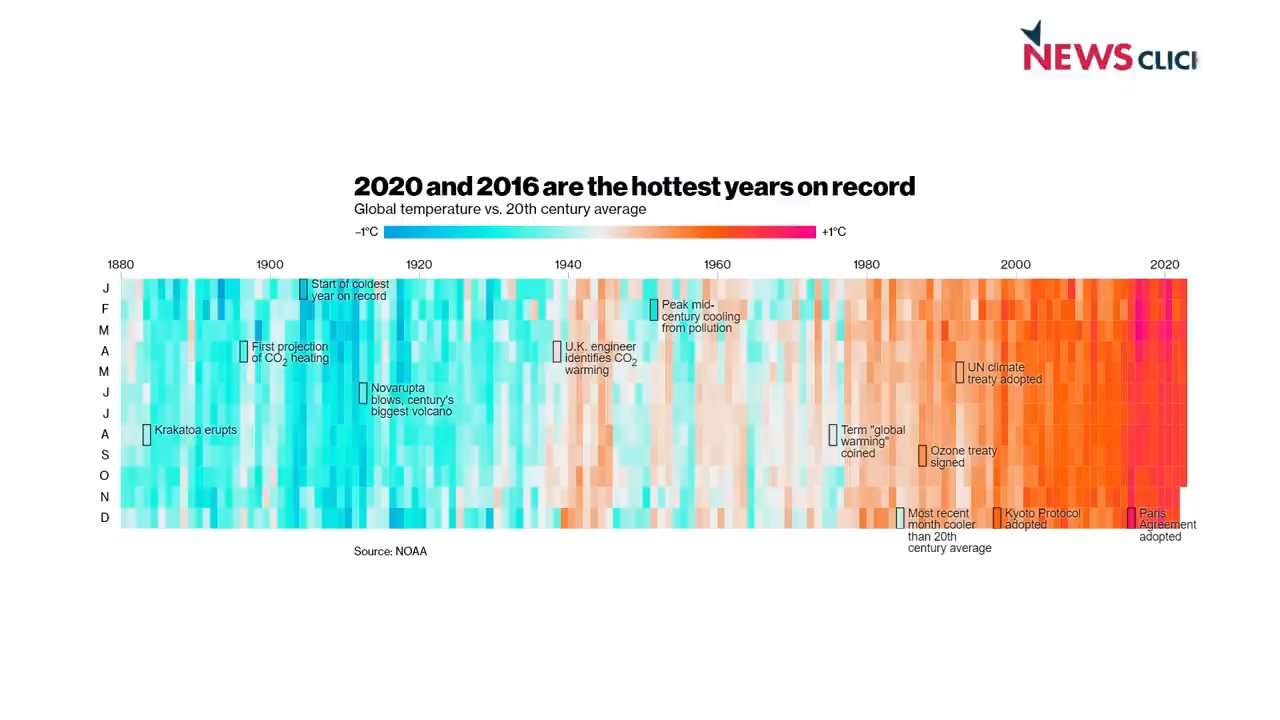 NEWS CLICK
2020 and 2016 are the hottest years on record
Global temperature vs. 20th century average
–1°C
+1°C
1880 1900 1920 1940 1960 1980 2000 2020
J
F
M
A
M
J
J
A
S
O
N
D
Start of coldest
year on record
Peak mid-
century cooling
from pollution
First projection
of CO2 heating
U.K. engineer
identifies CO2
warming
UN climate
treaty adopted
Novarupta
blows, century's
biggest volcano
Krakatoa erupts
Term "global
warming"
coined
Ozone treaty
signed
Most recent
month cooler
than 20th
century average
Kyoto Protocol
adopted
Paris
Agreement
adopted
Source: NOAA